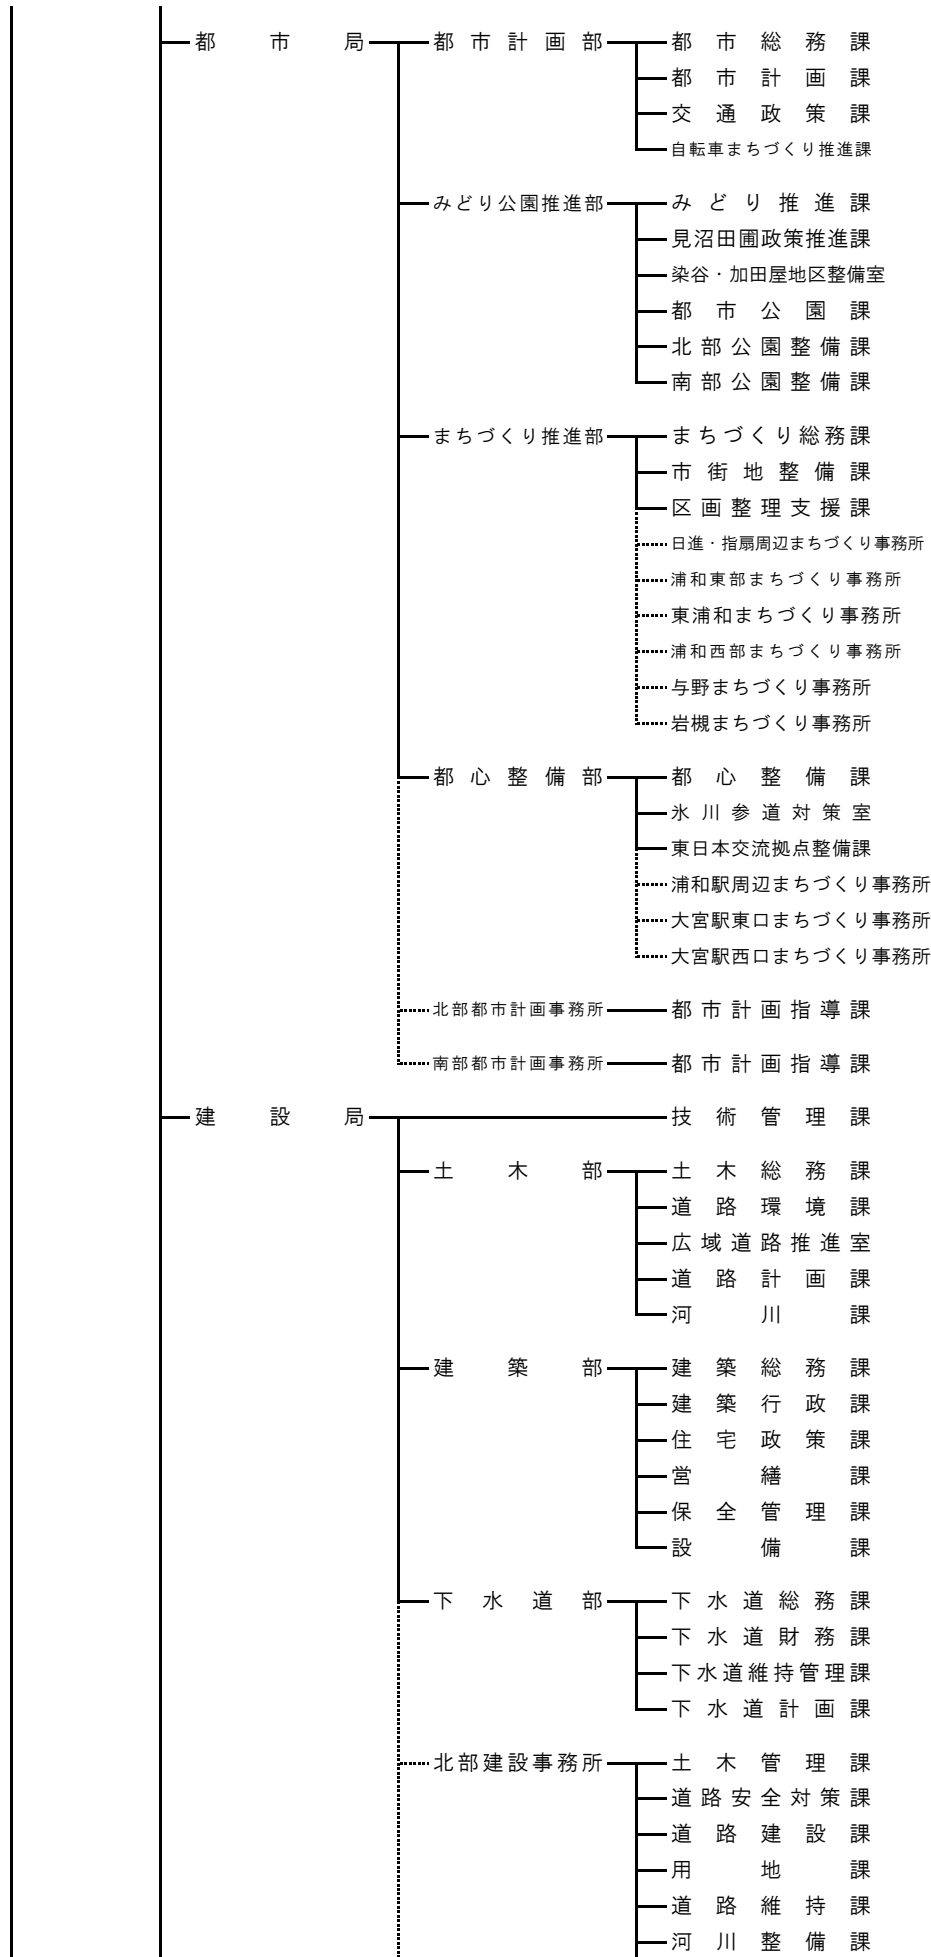 都市局 都市計画部 都市総務課
都市計画課
交通政策課
自転車まちづくり推進課
みどり公園推進部 みどり推進課
見沼田圃政策推進課
染谷・加田屋地区整備室
都市公園課
北部公園整備課
南部公園整備課
まちづくり推進部 まちづくり総務課
市街地整備課
区画整理支援課
日進・指扇周辺まちづくり事務所
浦和東部まちづくり事務所
東浦和まちづくり事務所
浦和西部まちづくり事務所
与野まちづくり事務所
岩槻まちづくり事務所
都心整備部 都心整備課
氷川参道対策室
東日本交流拠点整備課
浦和駅周辺まちづくり事務所
大宮駅東口まちづくり事務所
大宮駅西口まちづくり事務所
北部都市計画事務所 都市計画指導課
南部都市計画事務所 都市計画指導課
建設局 技術管理課
土木部 土木総務課
道路環境課
広域道路推進室
道路計画課
河川課
建築部 建築総務課
建築行政課
住宅政策課
営繕課
保全管理課
設備課
下水道部 下水道総務課
下水道財務課
下水道維持管理課
下水道計画課
北部建設事務所 土木管理課
道路安全対策課
道路建設課
用地課
道路維持課
河川整備課